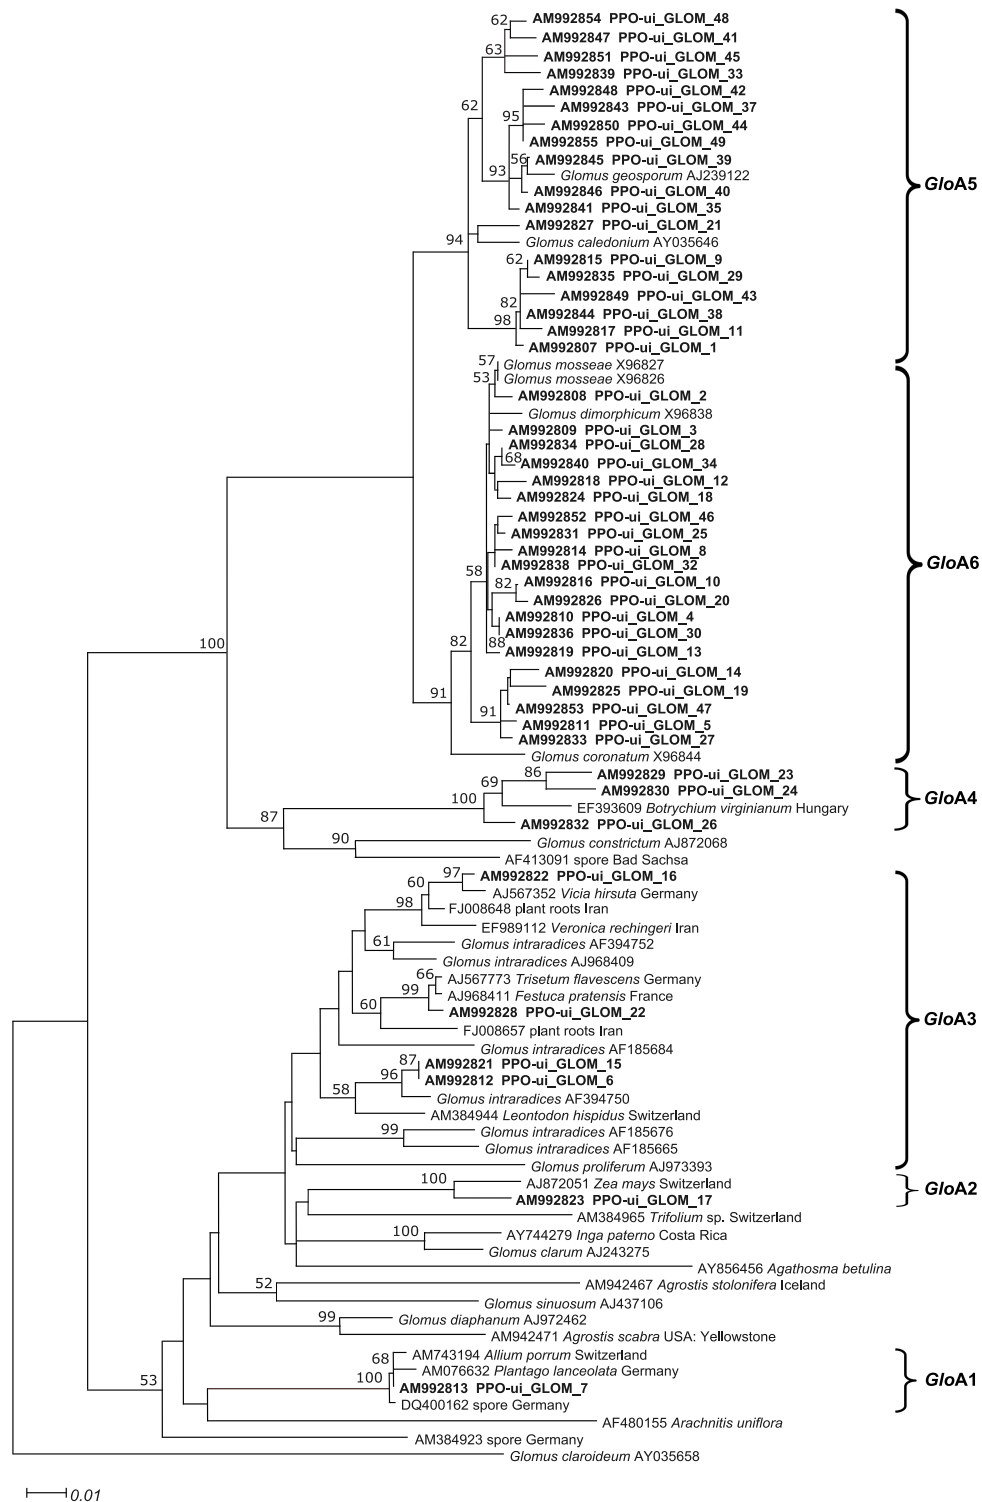 AM992854 PPO-ui_GLOM_48
62
AM992847 PPO-ui_GLOM_41
63
AM992851 PPO-ui_GLOM_45
AM992839 PPO-ui_GLOM_33
62
AM992848 PPO-ui_GLOM_42
AM992843 PPO-ui_GLOM_37
95
AM992850 PPO-ui_GLOM_44
AM992855 PPO-ui_GLOM_49
56
AM992845 PPO-ui_GLOM_39
93
Glomus geosporum AJ239122
GloA5
AM992846 PPO-ui_GLOM_40
AM992841 PPO-ui_GLOM_35
AM992827 PPO-ui_GLOM_21
94
Glomus caledonium AY035646
62
AM992815 PPO-ui_GLOM_9
AM992835 PPO-ui_GLOM_29
AM992849 PPO-ui_GLOM_43
82
AM992844 PPO-ui_GLOM_38
98
AM992817 PPO-ui_GLOM_11
AM992807 PPO-ui_GLOM_1
57
Glomus mosseae X96827
53
Glomus mosseae X96826
AM992808 PPO-ui_GLOM_2
Glomus dimorphicum X96838
AM992809 PPO-ui_GLOM_3
AM992834 PPO-ui_GLOM_28
68
AM992840 PPO-ui_GLOM_34
AM992818 PPO-ui_GLOM_12
AM992824 PPO-ui_GLOM_18
AM992852 PPO-ui_GLOM_46
AM992831 PPO-ui_GLOM_25
AM992814 PPO-ui_GLOM_8
GloA6
AM992838 PPO-ui_GLOM_32
58
82
AM992816 PPO-ui_GLOM_10
AM992826 PPO-ui_GLOM_20
AM992810 PPO-ui_GLOM_4
AM992836 PPO-ui_GLOM_30
88
100
82
AM992819 PPO-ui_GLOM_13
AM992820 PPO-ui_GLOM_14
AM992825 PPO-ui_GLOM_19
91
AM992853 PPO-ui_GLOM_47
91
AM992811 PPO-ui_GLOM_5
AM992833 PPO-ui_GLOM_27
Glomus coronatum X96844
86
AM992829 PPO-ui_GLOM_23
69
AM992830 PPO-ui_GLOM_24
GloA4
100
EF393609 Botrychium virginianum Hungary
87
AM992832 PPO-ui_GLOM_26
90
Glomus constrictum AJ872068
AF413091 spore Bad Sachsa
97
AM992822 PPO-ui_GLOM_16
60
AJ567352 Vicia hirsuta Germany
98
FJ008648 plant roots Iran
EF989112 Veronica rechingeri Iran
61
Glomus intraradices AF394752
Glomus intraradices AJ968409
66
AJ567773 Trisetum flavescens Germany
99
AJ968411 Festuca pratensis France
60
AM992828 PPO-ui_GLOM_22
GloA3
FJ008657 plant roots Iran
Glomus intraradices AF185684
87
AM992821 PPO-ui_GLOM_15
96
AM992812 PPO-ui_GLOM_6
58
Glomus intraradices AF394750
AM384944 Leontodon hispidus Switzerland
99
Glomus intraradices AF185676
Glomus intraradices AF185665
Glomus proliferum AJ973393
100
AJ872051 Zea mays Switzerland
GloA2
AM992823 PPO-ui_GLOM_17
AM384965 Trifolium sp. Switzerland
100
AY744279 Inga paterno Costa Rica
Glomus clarum AJ243275
AY856456 Agathosma betulina
52
AM942467 Agrostis stolonifera Iceland
Glomus sinuosum AJ437106
99
Glomus diaphanum AJ972462
AM942471 Agrostis scabra USA: Yellowstone
68
AM743194 Allium porrum Switzerland
AM076632 Plantago lanceolata Germany
GloA1
53
100
AM992813 PPO-ui_GLOM_7
DQ400162 spore Germany
AF480155 Arachnitis uniflora
AM384923 spore Germany
Glomus claroideum AY035658
0.01